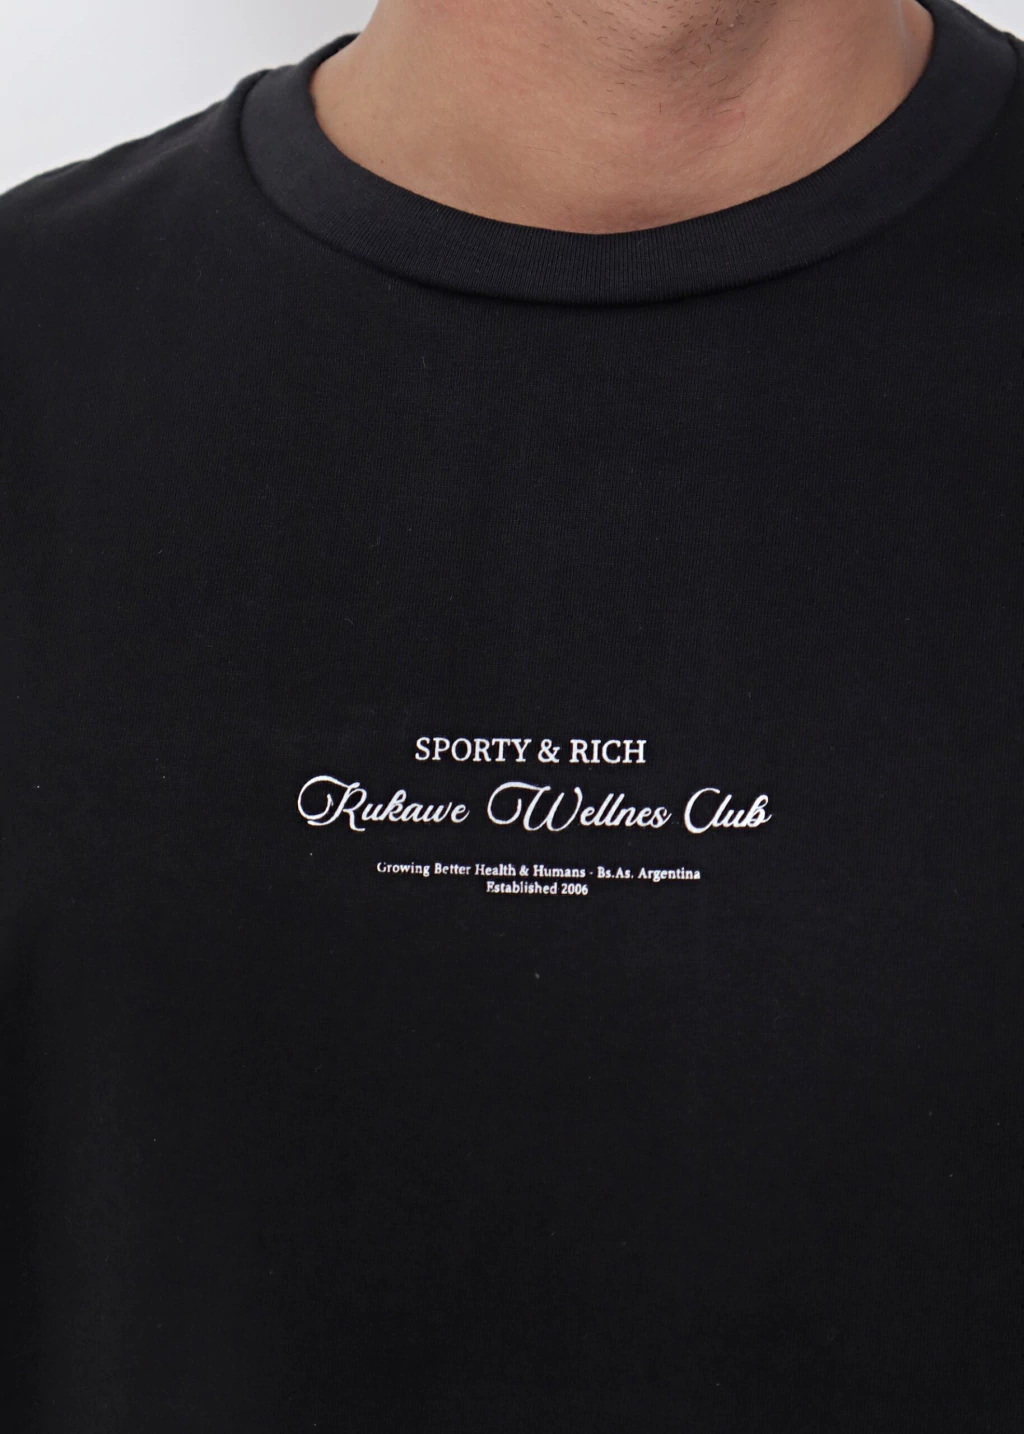 SPORTY & RICH
Rukawe Wellnes Club
Growing Better Health & Humans - Bs.As. Argentina
Established 2006